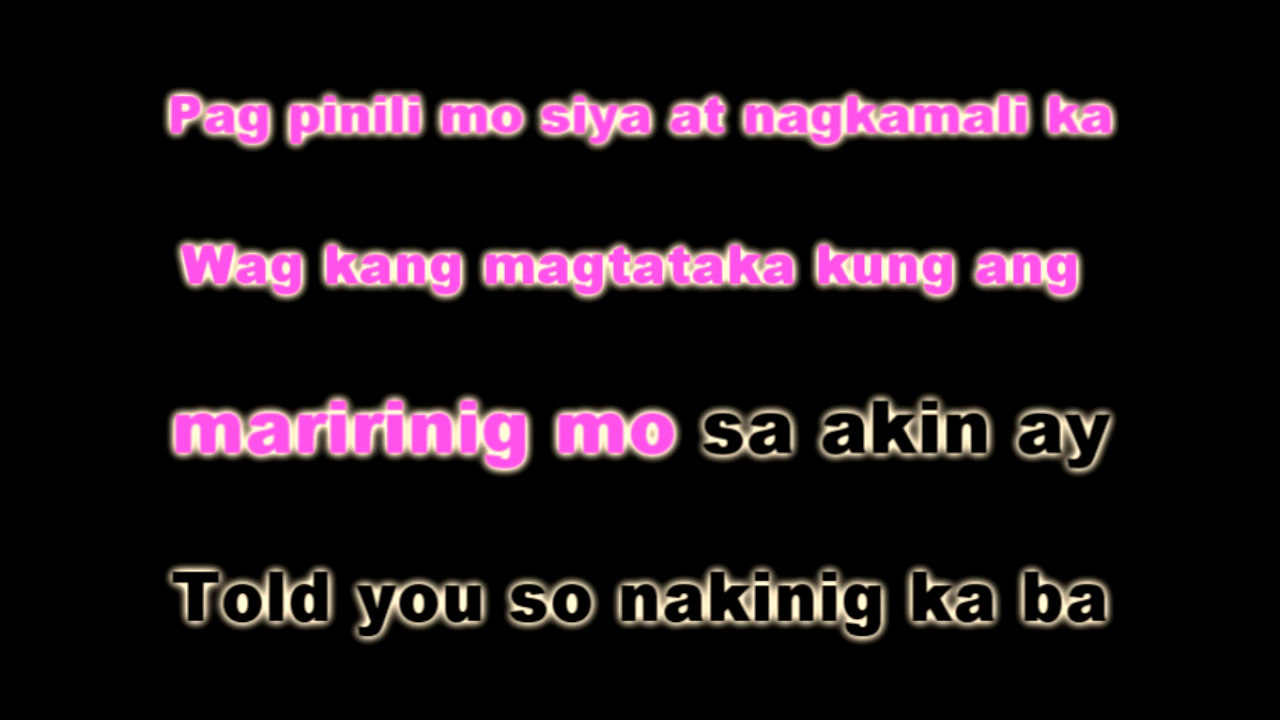 Pag pinili mo siya at nagkamali ka
Wag kang magtataka kung ang
maririnig mo sa akin ay
Told you so nakinig ka ba